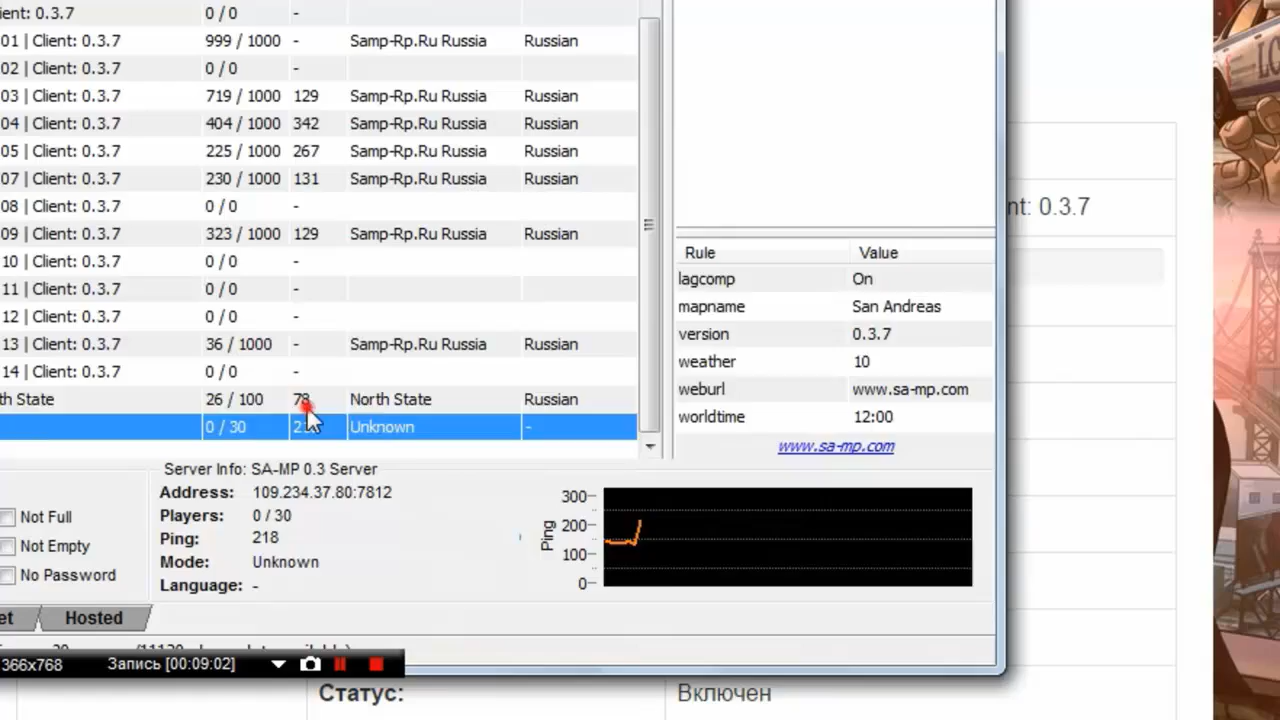 ient: 0.3.7 0 / 0 -
01 | Client: 0.3.7 999 / 1000 - Samp-Rp.Ru Russia Russian
02 | Client: 0.3.7 0 / 0 -
03 | Client: 0.3.7 719 / 1000 129 Samp-Rp.Ru Russia Russian
04 | Client: 0.3.7 404 / 1000 342 Samp-Rp.Ru Russia Russian
05 | Client: 0.3.7 225 / 1000 267 Samp-Rp.Ru Russia Russian
07 | Client: 0.3.7 230 / 1000 131 Samp-Rp.Ru Russia Russian
08 | Client: 0.3.7 0 / 0 -
09 | Client: 0.3.7 323 / 1000 129 Samp-Rp.Ru Russia Russian
10 | Client: 0.3.7 0 / 0 -
11 | Client: 0.3.7 0 / 0 -
12 | Client: 0.3.7 0 / 0 -
13 | Client: 0.3.7 36 / 1000 - Samp-Rp.Ru Russia Russian
14 | Client: 0.3.7 0 / 0 -
th State 26 / 100 78 North State Russian
0 / 30 Unknown -
nt: 0.3.7
Rule Value
lagcomp On
mapname San Andreas
version 0.3.7
weather 10
weburl www.sa-mp.com
worldtime 12:00
www.sa-mp.com
Not Full
Not Empty
No Password
Server Info: SA-MP 0.3 Server
Address: 109.234.37.80:7812
Players: 0 / 30
Ping: 218
Mode: Unknown
Language: -
Ping
300
200
100
0
et Hosted
366x768 Запись [00:09:02]
Статус: Включен